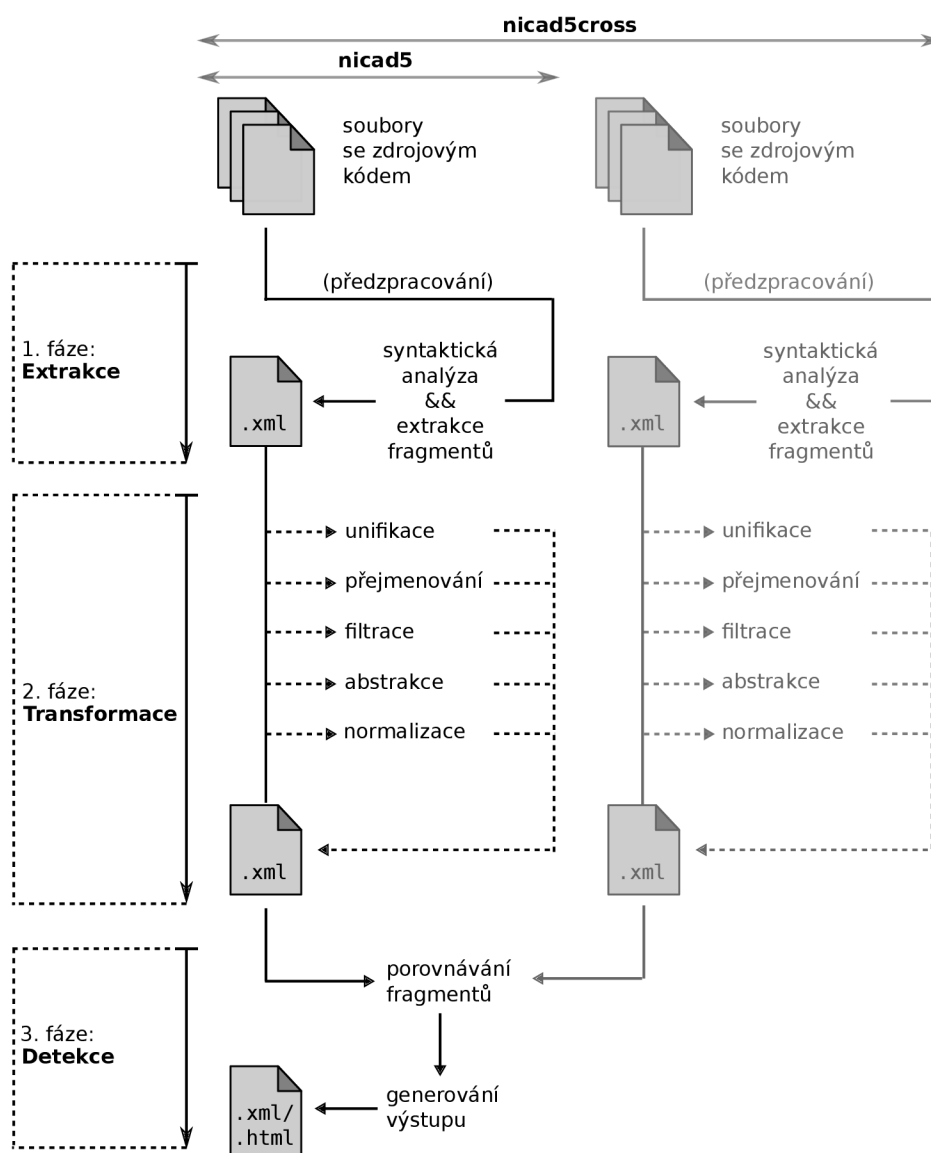 nicad5cross
nicad5
soubory
se zdrojovým
kódem
soubory
se zdrojovým
kódem
(předzpracování)
(předzpracování)
1. fáze:
Extrakce
.xml
syntaktická
analýza
&&
extrakce
fragmentů
.xml
syntaktická
analýza
&&
extrakce
fragmentů
2. fáze:
Transformace
unifikace
přejmenování
filtrace
abstrakce
normalizace
unifikace
přejmenování
filtrace
abstrakce
normalizace
.xml
.xml
3. fáze:
Detekce
porovnávání
fragmentů
generování
výstupu
.xml/
.html